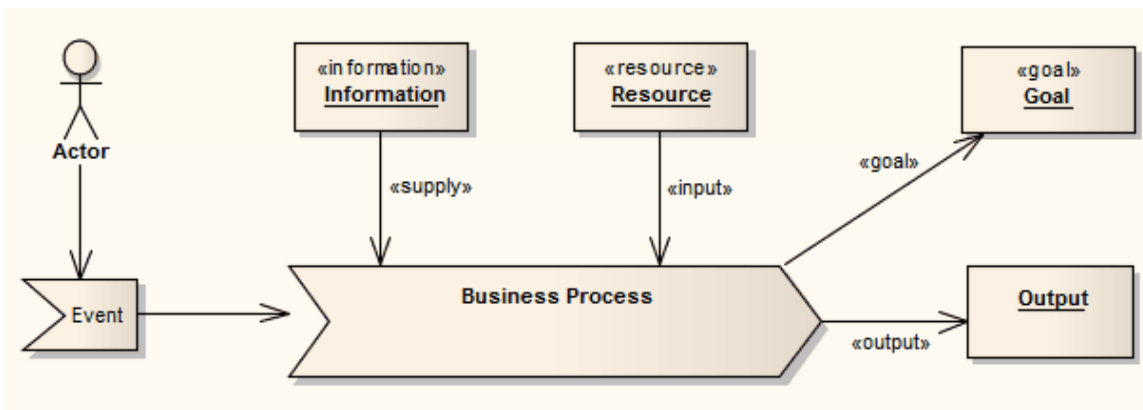 «information»
Information
«resource»
Resource
«goal»
Goal
Actor
«supply»
«input»
«goal»
Event
Business Process
Output
«output»